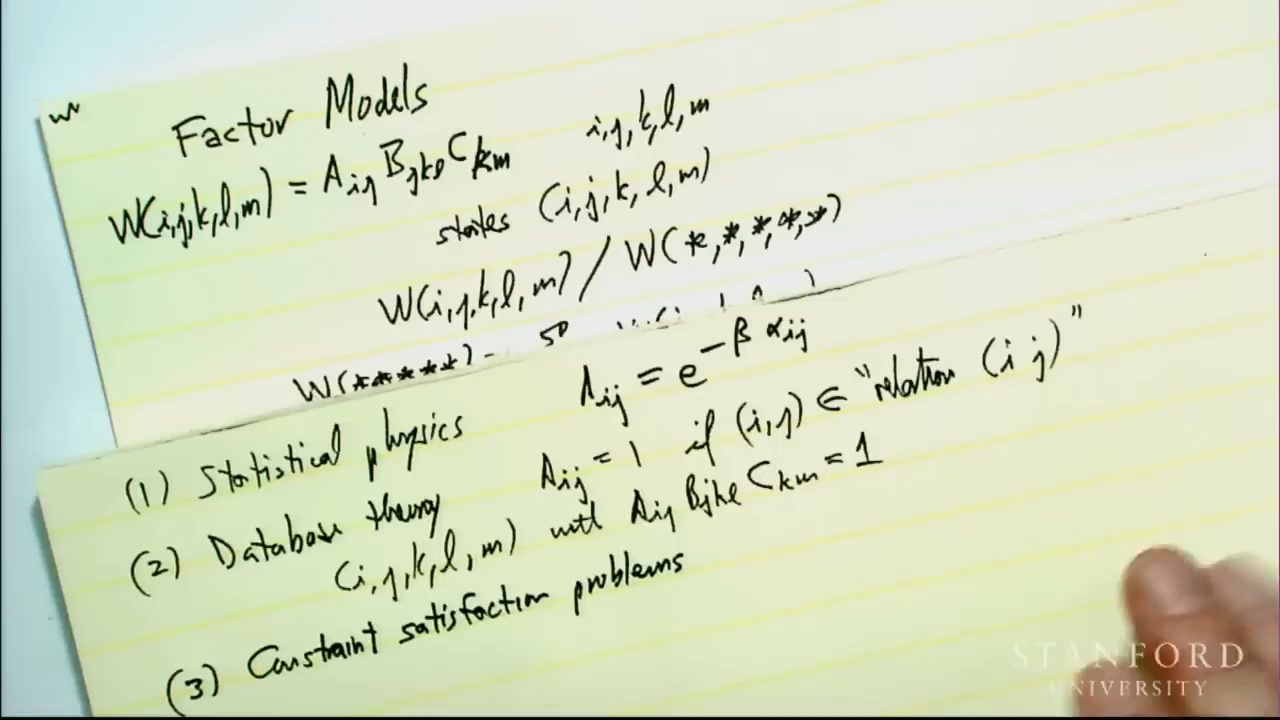 Factor Models
W(i,j,k,l,m) = A_ij B_jkl C_km    i,j,k,l,m
states (i,j,k,l,m)
W(i,j,k,l,m) / W(*,*,*,*,*)
W(*****) =
(1) Statistical physics    A_ij = e^{-β α_ij}
(2) Database theory    A_ij = 1 if (i,j) ∈ "relation (i j)"
(i,j,k,l,m) with A_ij B_jkl C_km = 1
(3) Constraint satisfaction problems
STANFORD
UNIVERSITY